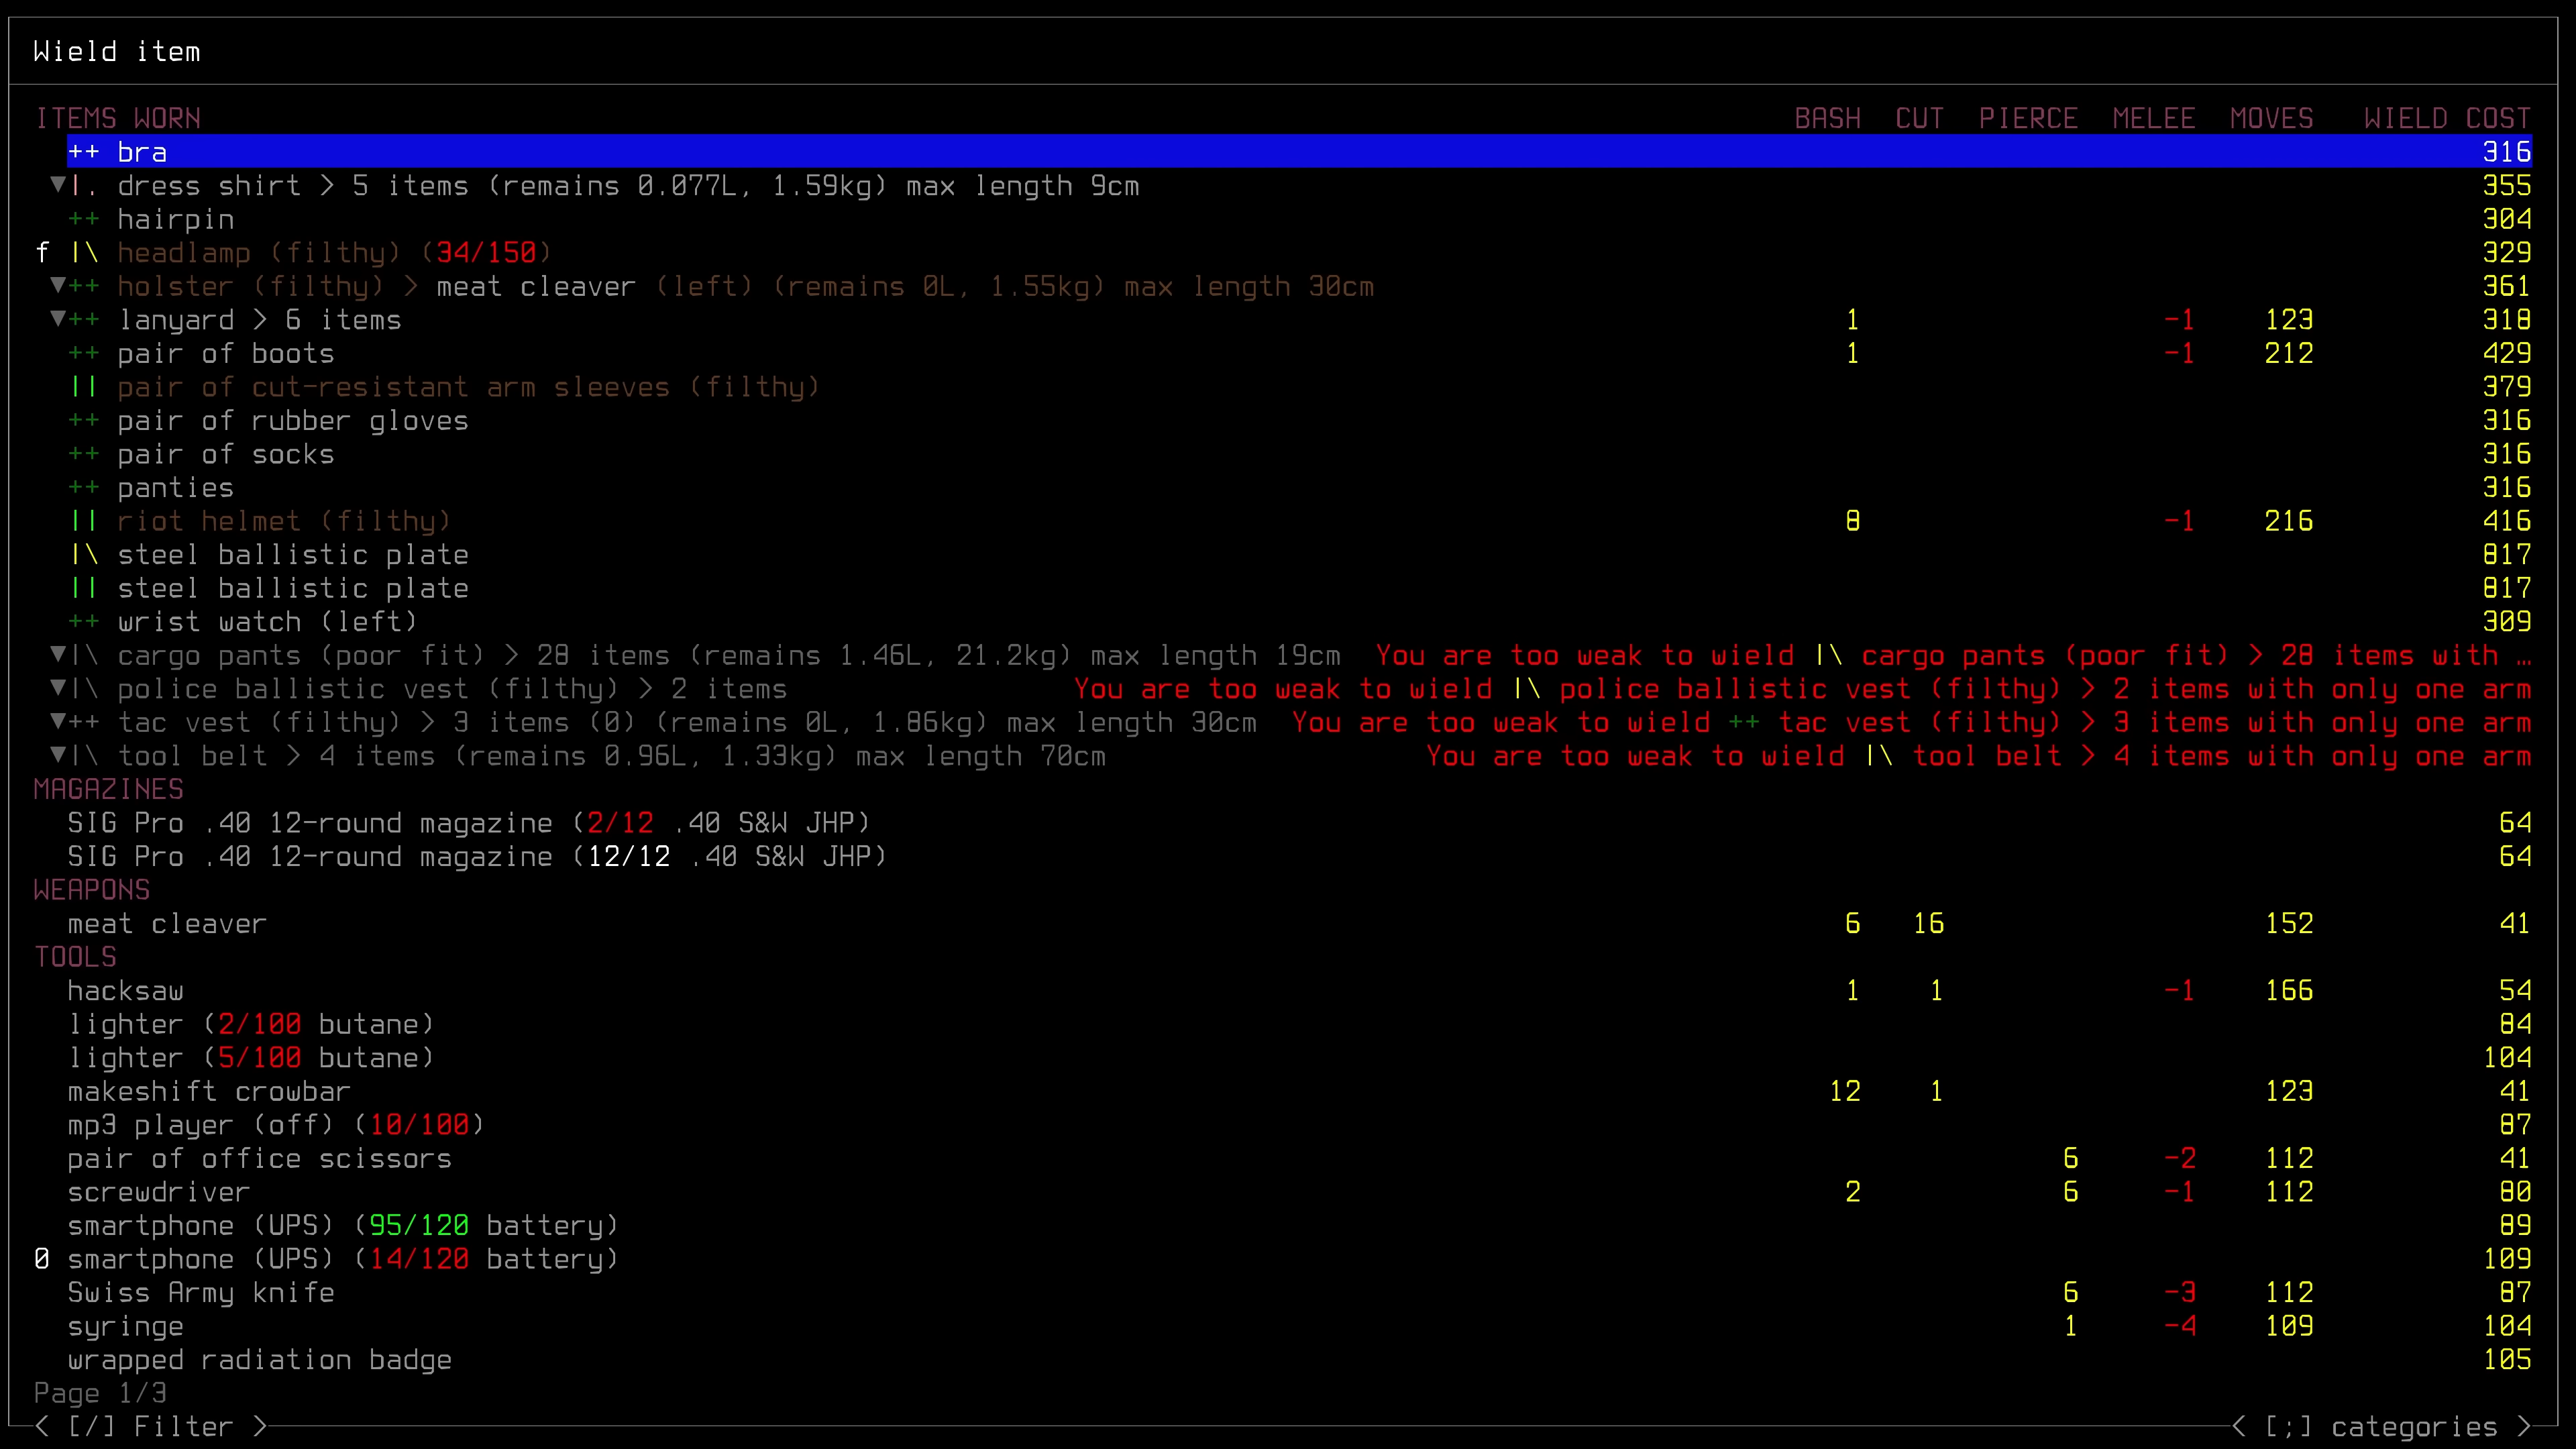 Wield item
ITEMS WORN BASH CUT PIERCE MELEE MOVES WIELD COST
++ bra 316
▼|. dress shirt > 5 items (remains 0.077L, 1.59kg) max length 9cm 355
++ hairpin 304
f |\ headlamp (filthy) (34/150) 329
▼++ holster (filthy) > meat cleaver (left) (remains 0L, 1.55kg) max length 30cm 361
▼++ lanyard > 6 items 1 -1 123 318
++ pair of boots 1 -1 212 429
|| pair of cut-resistant arm sleeves (filthy) 379
++ pair of rubber gloves 316
++ pair of socks 316
++ panties 316
|| riot helmet (filthy) 8 -1 216 416
|\ steel ballistic plate 817
|| steel ballistic plate 817
++ wrist watch (left) 309
▼|\ cargo pants (poor fit) > 28 items (remains 1.46L, 21.2kg) max length 19cm You are too weak to wield |\ cargo pants (poor fit) > 28 items with …
▼|\ police ballistic vest (filthy) > 2 items You are too weak to wield |\ police ballistic vest (filthy) > 2 items with only one arm
▼++ tac vest (filthy) > 3 items (0) (remains 0L, 1.86kg) max length 30cm You are too weak to wield ++ tac vest (filthy) > 3 items with only one arm
▼|\ tool belt > 4 items (remains 0.96L, 1.33kg) max length 70cm You are too weak to wield |\ tool belt > 4 items with only one arm
MAGAZINES
SIG Pro .40 12-round magazine (2/12 .40 S&W JHP) 64
SIG Pro .40 12-round magazine (12/12 .40 S&W JHP) 64
WEAPONS
meat cleaver 6 16 152 41
TOOLS
hacksaw 1 1 -1 166 54
lighter (2/100 butane) 84
lighter (5/100 butane) 104
makeshift crowbar 12 1 123 41
mp3 player (off) (10/100) 87
pair of office scissors 6 -2 112 41
screwdriver 2 6 -1 112 80
smartphone (UPS) (95/120 battery) 89
0 smartphone (UPS) (14/120 battery) 109
Swiss Army knife 6 -3 112 87
syringe 1 -4 109 104
wrapped radiation badge 105
Page 1/3
< [/] Filter > < [;] categories >